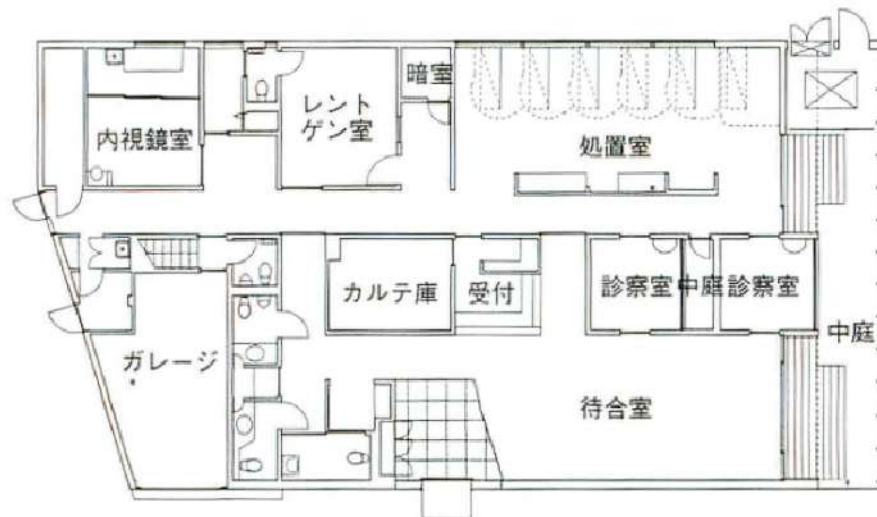 暗室
レント
ゲン室
内視鏡室
処置室
カルテ庫
受付
診察室
中庭
診察室
中庭
ガレージ
待合室